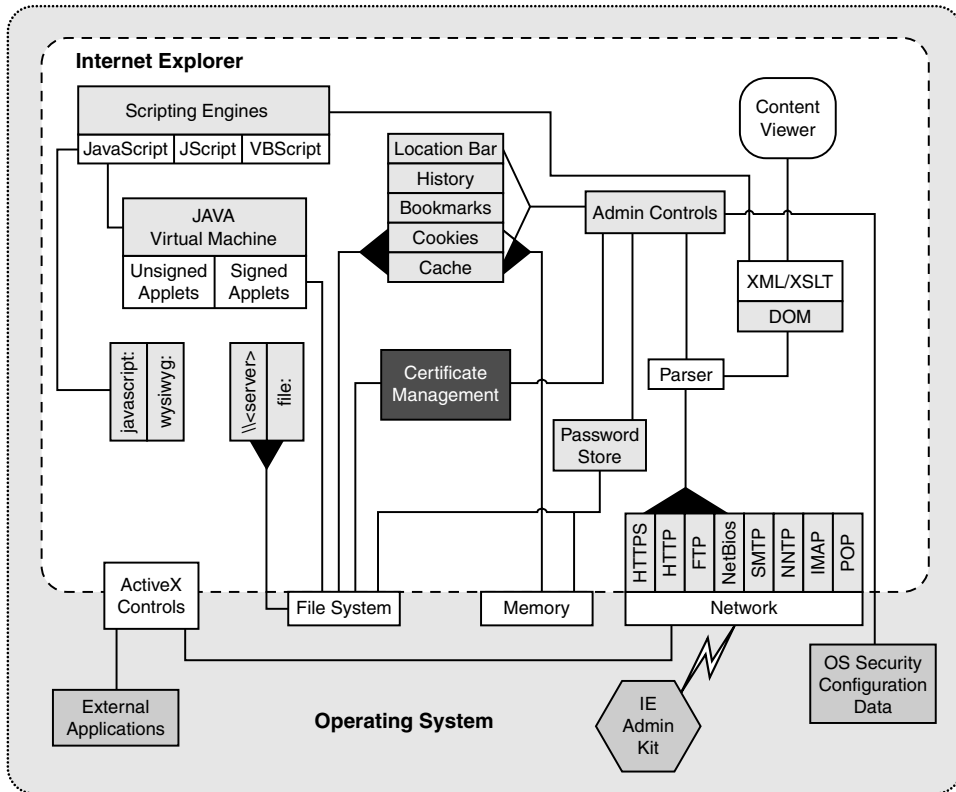 Internet Explorer
Scripting Engines
JavaScript
JScript
VBScript
JAVA
Virtual Machine
Unsigned
Applets
Signed
Applets
Location Bar
History
Bookmarks
Cookies
Cache
Admin Controls
Content
Viewer
XML/XSLT
DOM
Parser
javascript:
wysiwyg:
\\<server>
file:
Certificate
Management
Password
Store
HTTPS
HTTP
FTP
NetBios
SMTP
NNTP
IMAP
POP
ActiveX
Controls
File System
Memory
Network
External
Applications
Operating System
IE
Admin
Kit
OS Security
Configuration
Data